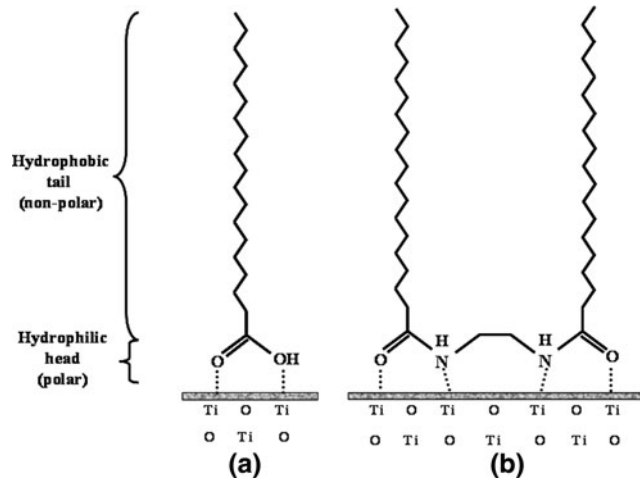 Hydrophobic
tail
(non-polar)
Hydrophilic
head
(polar)
O OH
Ti O Ti
O Ti O
(a)
H H
O N N O
Ti O Ti O Ti O Ti
O Ti O Ti O Ti O
(b)